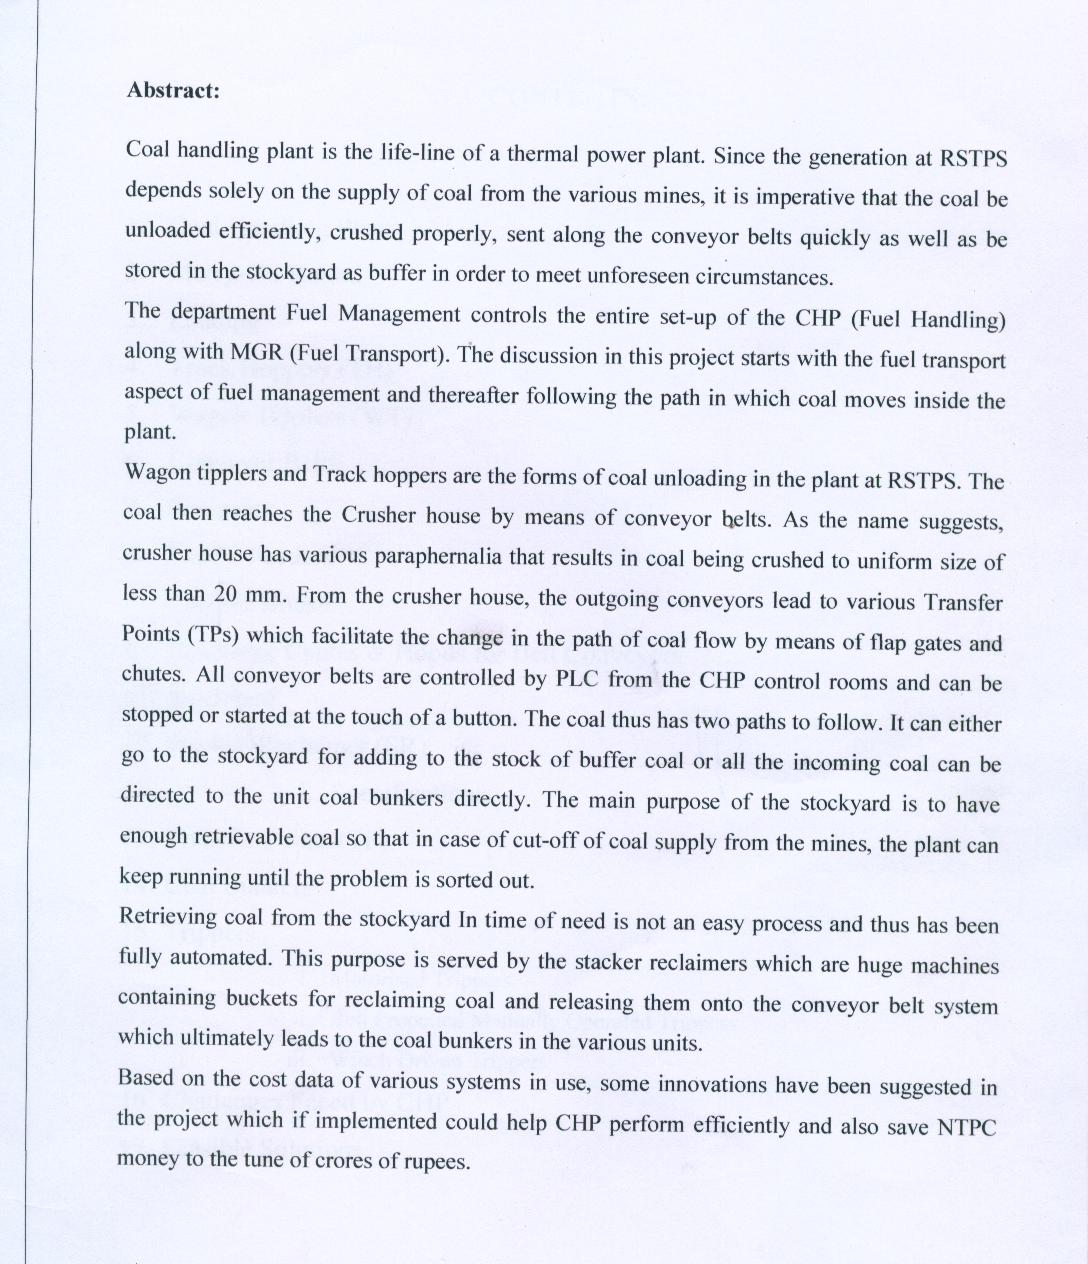 Abstract:
Coal handling plant is the life-line of a thermal power plant. Since the generation at RSTPS
depends solely on the supply of coal from the various mines, it is imperative that the coal be
unloaded efficiently, crushed properly, sent along the conveyor belts quickly as well as be
stored in the stockyard as buffer in order to meet unforeseen circumstances.
The department Fuel Management controls the entire set-up of the CHP (Fuel Handling)
along with MGR (Fuel Transport). The discussion in this project starts with the fuel transport
aspect of fuel management and thereafter following the path in which coal moves inside the
plant.
Wagon tipplers and Track hoppers are the forms of coal unloading in the plant at RSTPS. The
coal then reaches the Crusher house by means of conveyor belts. As the name suggests,
crusher house has various paraphernalia that results in coal being crushed to uniform size of
less than 20 mm. From the crusher house, the outgoing conveyors lead to various Transfer
Points (TPs) which facilitate the change in the path of coal flow by means of flap gates and
chutes. All conveyor belts are controlled by PLC from the CHP control rooms and can be
stopped or started at the touch of a button. The coal thus has two paths to follow. It can either
go to the stockyard for adding to the stock of buffer coal or all the incoming coal can be
directed to the unit coal bunkers directly. The main purpose of the stockyard is to have
enough retrievable coal so that in case of cut-off of coal supply from the mines, the plant can
keep running until the problem is sorted out.
Retrieving coal from the stockyard In time of need is not an easy process and thus has been
fully automated. This purpose is served by the stacker reclaimers which are huge machines
containing buckets for reclaiming coal and releasing them onto the conveyor belt system
which ultimately leads to the coal bunkers in the various units.
Based on the cost data of various systems in use, some innovations have been suggested in
the project which if implemented could help CHP perform efficiently and also save NTPC
money to the tune of crores of rupees.